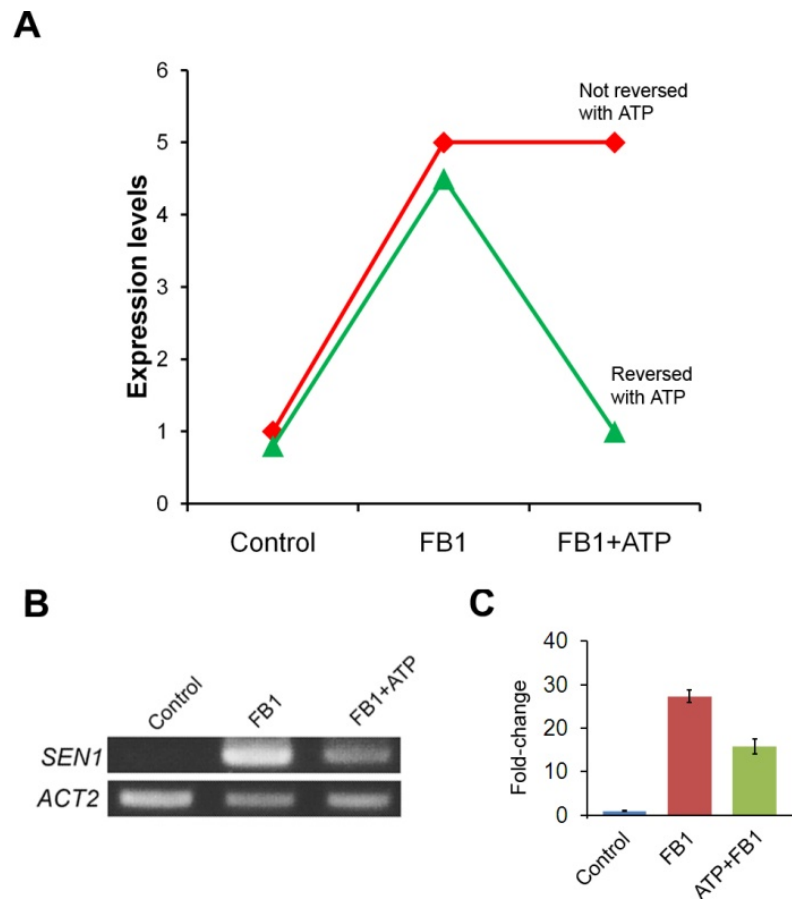 A
Expression levels
6
5
4
3
2
1
0
Not reversed
with ATP
Reversed
with ATP
Control
FB1
FB1+ATP
B
Control
FB1
FB1+ATP
SEN1
ACT2
C
Fold-change
40
30
20
10
0
Control
FB1
ATP+FB1